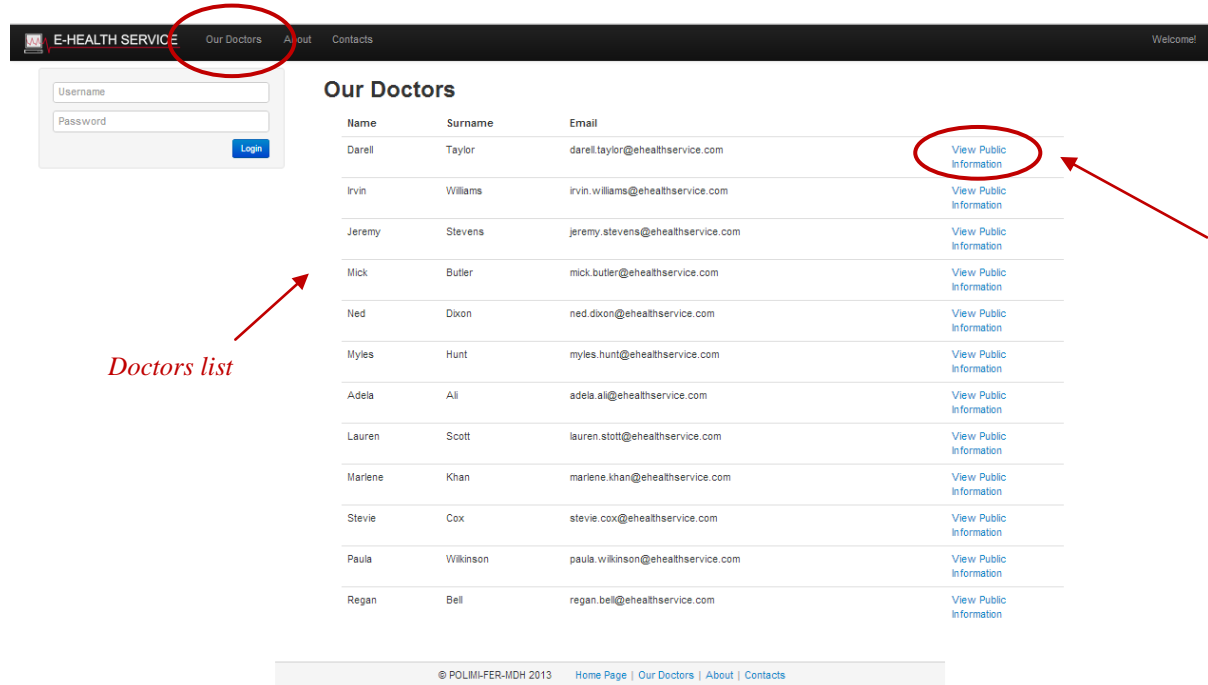 E-HEALTH SERVICE Our Doctors About Contacts Welcome!
Username
Password
Login
Our Doctors
Name Surname Email
Darell Taylor darell.taylor@ehealthservice.com View Public
Information
Irvin Williams irvin.williams@ehealthservice.com View Public
Information
Jeremy Stevens jeremy.stevens@ehealthservice.com View Public
Information
Mick Butler mick.butler@ehealthservice.com View Public
Information
Ned Dixon ned.dixon@ehealthservice.com View Public
Information
Myles Hunt myles.hunt@ehealthservice.com View Public
Information
Adela Ali adela.ali@ehealthservice.com View Public
Information
Lauren Scott lauren.stott@ehealthservice.com View Public
Information
Marlene Khan marlene.khan@ehealthservice.com View Public
Information
Stevie Cox stevie.cox@ehealthservice.com View Public
Information
Paula Wilkinson paula.wilkinson@ehealthservice.com View Public
Information
Regan Bell regan.bell@ehealthservice.com View Public
Information
Doctors list
© POLIMI-FER-MDH 2013 Home Page | Our Doctors | About | Contacts